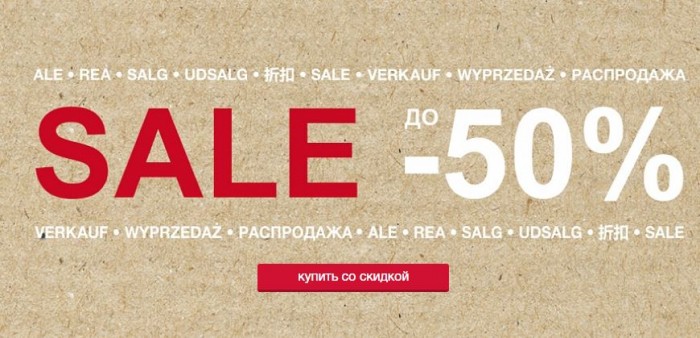 ALE • REA • SALG • UDSALG • 折扣 • SALE • VERKAUF • WYPRZEDAŻ • РАСПРОДАЖА
SALE ДО -50%
VERKAUF • WYPRZEDAŻ • РАСПРОДАЖА • ALE • REA • SALG • UDSALG • 折扣 • SALE
КУПИТЬ СО СКИДКОЙ